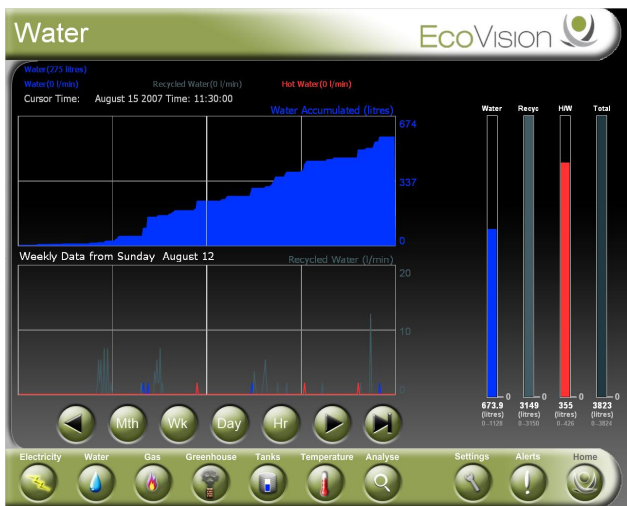 Water
EcoVision
Water(275 litres)
Water(0 l/min) Recycled Water(0 l/min) Hot Water(0 l/min)
Cursor Time: August 15 2007 Time: 11:30:00
Water Accumulated (litres)
674
337
0
Weekly Data from Sunday August 12
Recycled Water (l/min)
20
10
0
Water Recyc H/W Total
0 0 0 0
673.9 3149 355 3823
(litres) (litres) (litres) (litres)
0..1128 0..3150 0..426 0..3824
Mth Wk Day Hr
Electricity Water Gas Greenhouse Tanks Temperature Analyse Settings Alerts Home